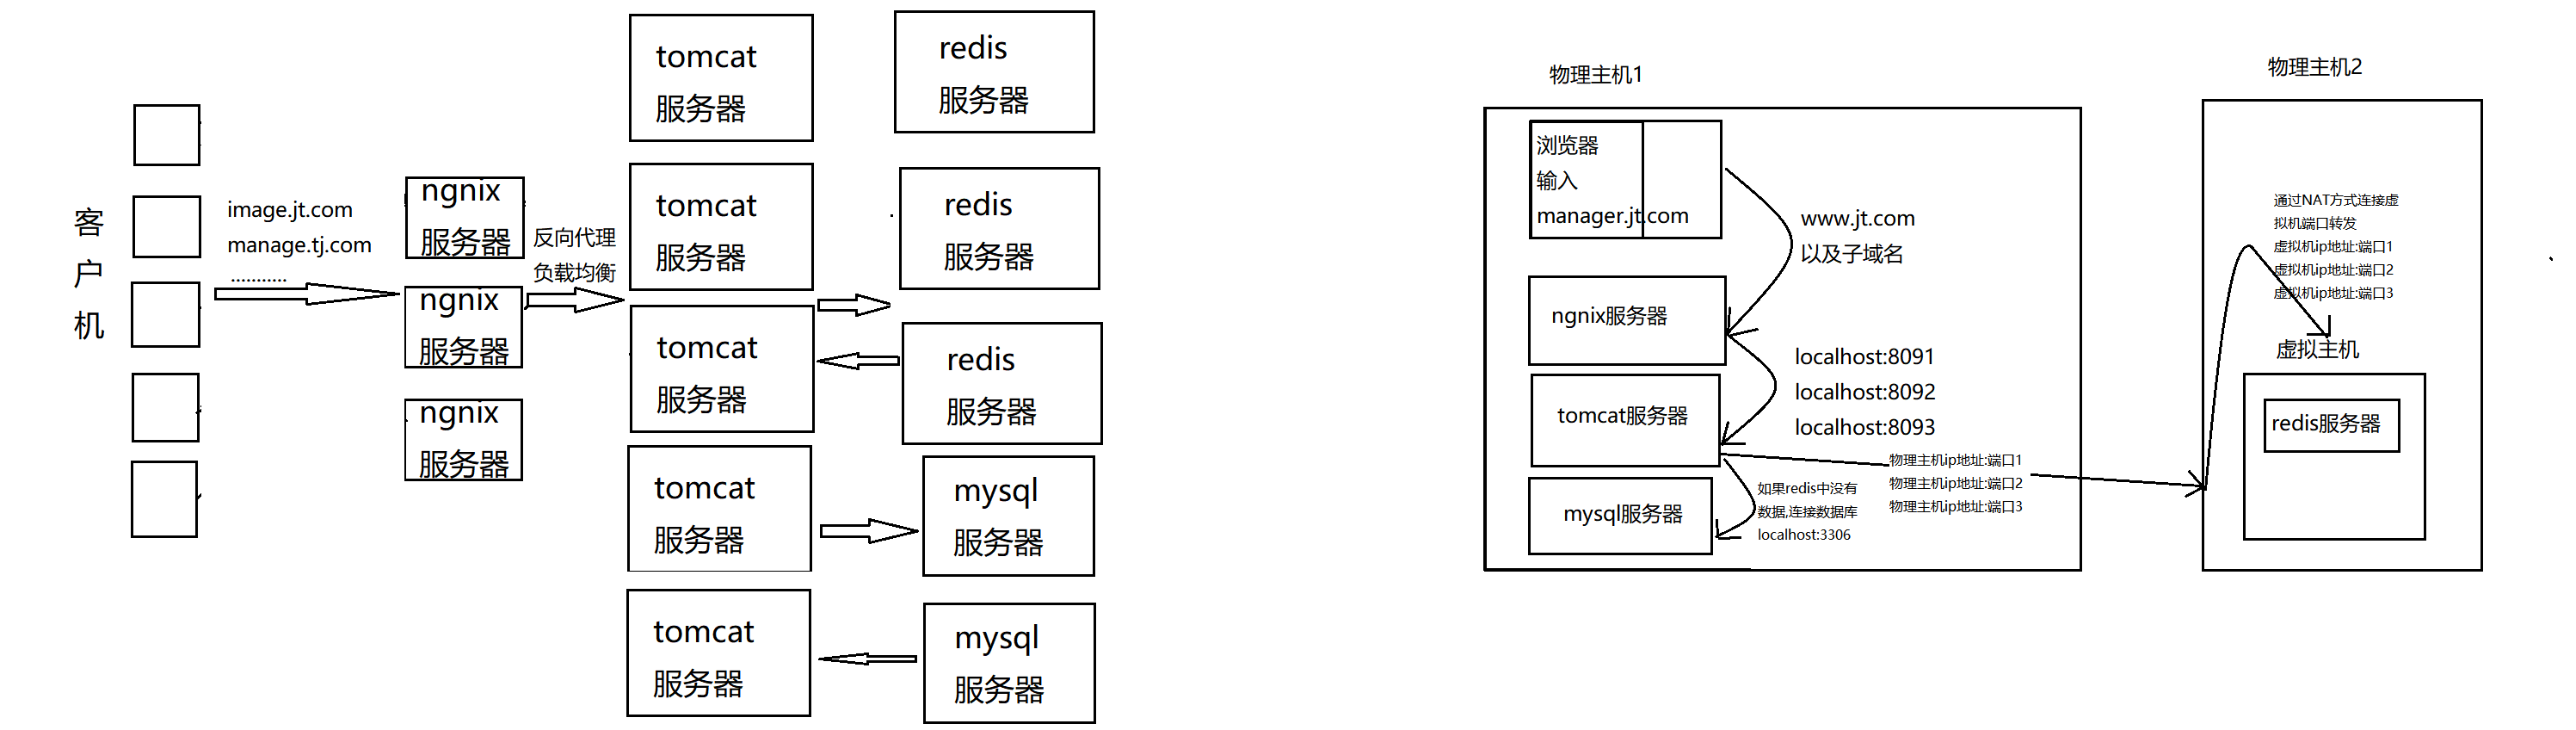 客
户
机
image.jt.com
manage.tj.com
...........
ngnix
服务器
ngnix
服务器
ngnix
服务器
反向代理
负载均衡
tomcat
服务器
tomcat
服务器
tomcat
服务器
tomcat
服务器
tomcat
服务器
redis
服务器
redis
服务器
redis
服务器
mysql
服务器
mysql
服务器
物理主机1
浏览器
输入
manager.jt.com
www.jt.com
以及子域名
ngnix服务器
localhost:8091
localhost:8092
localhost:8093
tomcat服务器
物理主机ip地址:端口1
物理主机ip地址:端口2
物理主机ip地址:端口3
如果redis中没有
数据,连接数据库
localhost:3306
mysql服务器
物理主机2
通过NAT方式连接虚
拟机端口转发
虚拟机ip地址:端口1
虚拟机ip地址:端口2
虚拟机ip地址:端口3
虚拟主机
redis服务器